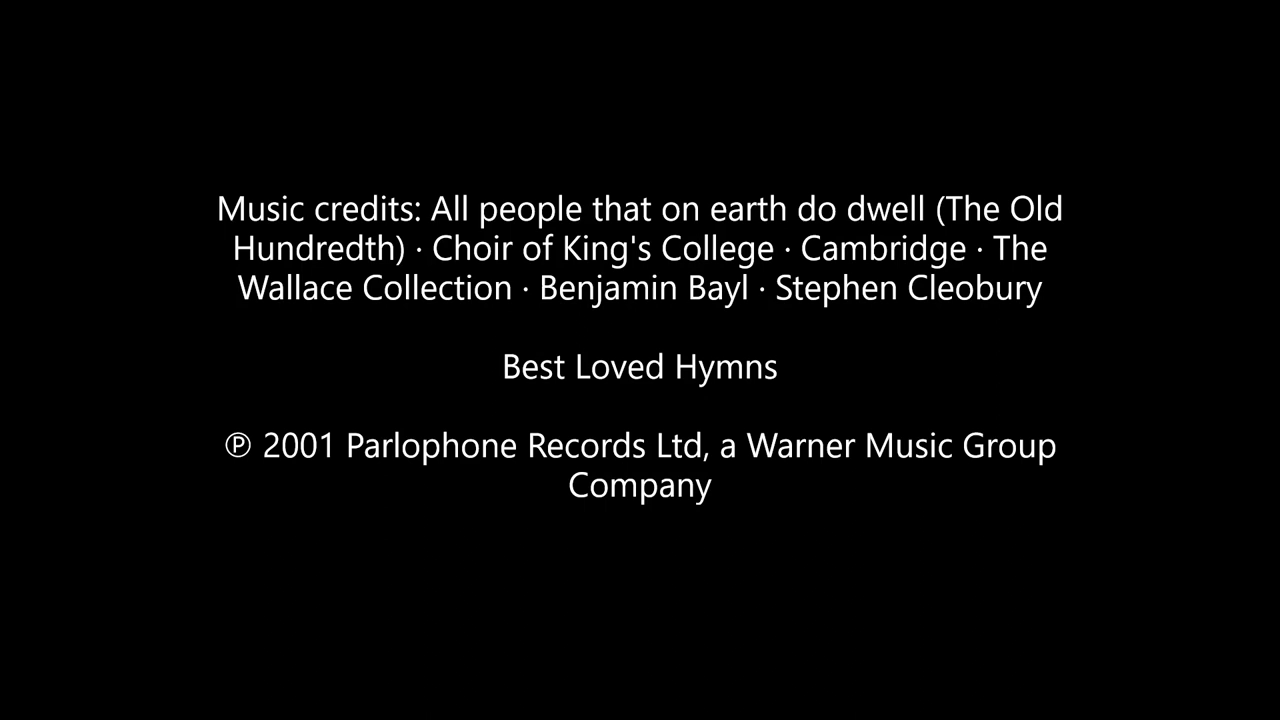 Music credits: All people that on earth do dwell (The Old
Hundredth) · Choir of King's College · Cambridge · The
Wallace Collection · Benjamin Bayl · Stephen Cleobury
Best Loved Hymns
℗ 2001 Parlophone Records Ltd, a Warner Music Group
Company